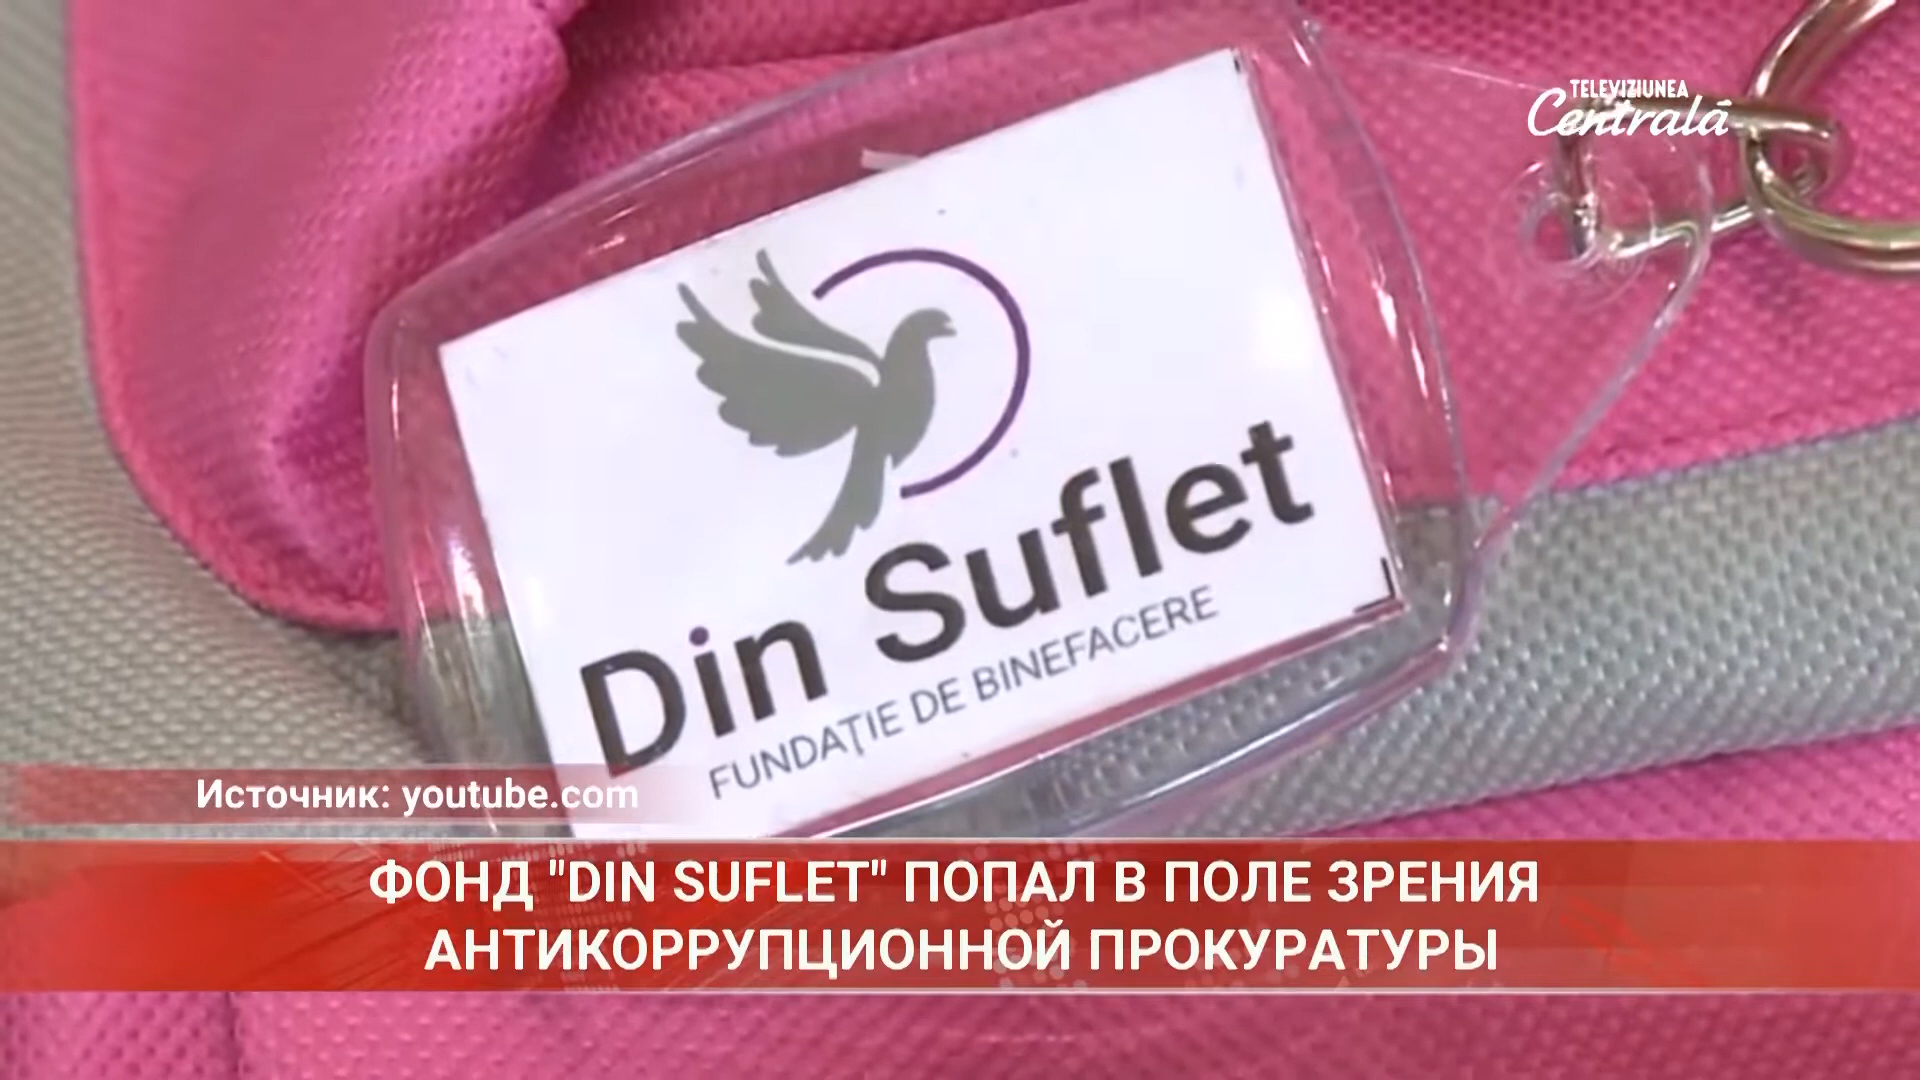 TELEVIZIUNEA
Centrală
Din Suflet
FUNDAȚIE DE BINEFACERE
Источник: youtube.com
ФОНД "DIN SUFLET" ПОПАЛ В ПОЛЕ ЗРЕНИЯ
АНТИКОРРУПЦИОННОЙ ПРОКУРАТУРЫ